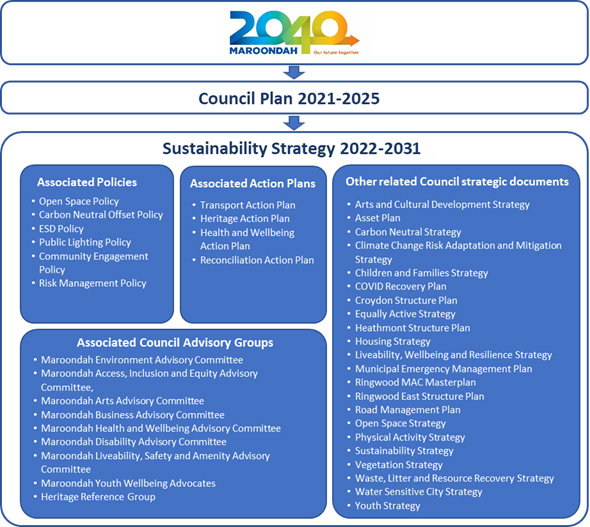 2040
MAROONDAH Our future together
Council Plan 2021-2025
Sustainability Strategy 2022-2031
Associated Policies
• Open Space Policy
• Carbon Neutral Offset Policy
• ESD Policy
• Public Lighting Policy
• Community Engagement
Policy
• Risk Management Policy
Associated Action Plans
• Transport Action Plan
• Heritage Action Plan
• Health and Wellbeing
Action Plan
• Reconciliation Action Plan
Other related Council strategic documents
• Arts and Cultural Development Strategy
• Asset Plan
• Carbon Neutral Strategy
• Climate Change Risk Adaptation and Mitigation
Strategy
• Children and Families Strategy
• COVID Recovery Plan
• Croydon Structure Plan
• Equally Active Strategy
• Heathmont Structure Plan
• Housing Strategy
• Liveability, Wellbeing and Resilience Strategy
• Municipal Emergency Management Plan
• Ringwood MAC Masterplan
• Ringwood East Structure Plan
• Road Management Plan
• Open Space Strategy
• Physical Activity Strategy
• Sustainability Strategy
• Vegetation Strategy
• Waste, Litter and Resource Recovery Strategy
• Water Sensitive City Strategy
• Youth Strategy
Associated Council Advisory Groups
• Maroondah Environment Advisory Committee
• Maroondah Access, Inclusion and Equity Advisory
Committee,
• Maroondah Arts Advisory Committee
• Maroondah Business Advisory Committee
• Maroondah Health and Wellbeing Advisory Committee
• Maroondah Disability Advisory Committee
• Maroondah Liveability, Safety and Amenity Advisory
Committee
• Maroondah Youth Wellbeing Advocates
• Heritage Reference Group